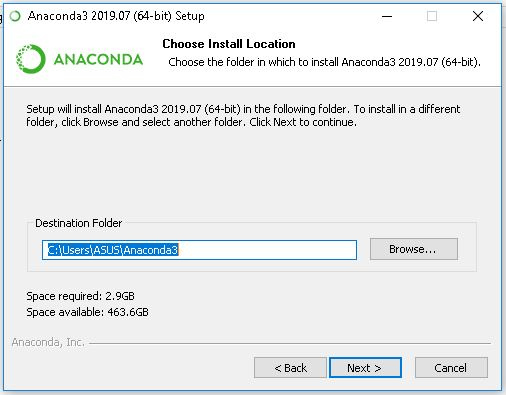 Anaconda3 2019.07 (64-bit) Setup
Choose Install Location
Choose the folder in which to install Anaconda3 2019.07 (64-bit).
ANACONDA
Setup will install Anaconda3 2019.07 (64-bit) in the following folder. To install in a different
folder, click Browse and select another folder. Click Next to continue.
Destination Folder
C:\Users\ASUS\Anaconda3
Browse...
Space required: 2.9GB
Space available: 463.6GB
Anaconda, Inc.
< Back
Next >
Cancel